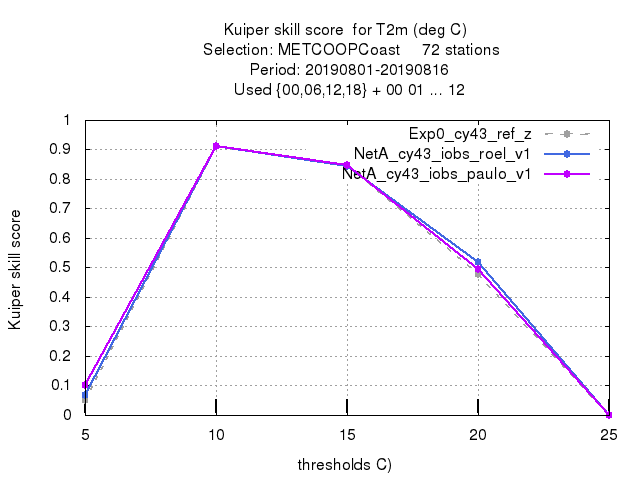 Kuiper skill score for T2m (deg C)
Selection: METCOOPCoast 72 stations
Period: 20190801-20190816
Used {00,06,12,18} + 00 01 ... 12
Exp0_cy43_ref_z
NetA_cy43_iobs_roel_v1
NetA_cy43_iobs_paulo_v1
Kuiper skill score
1
0.9
0.8
0.7
0.6
0.5
0.4
0.3
0.2
0.1
0
5 10 15 20 25
thresholds C)